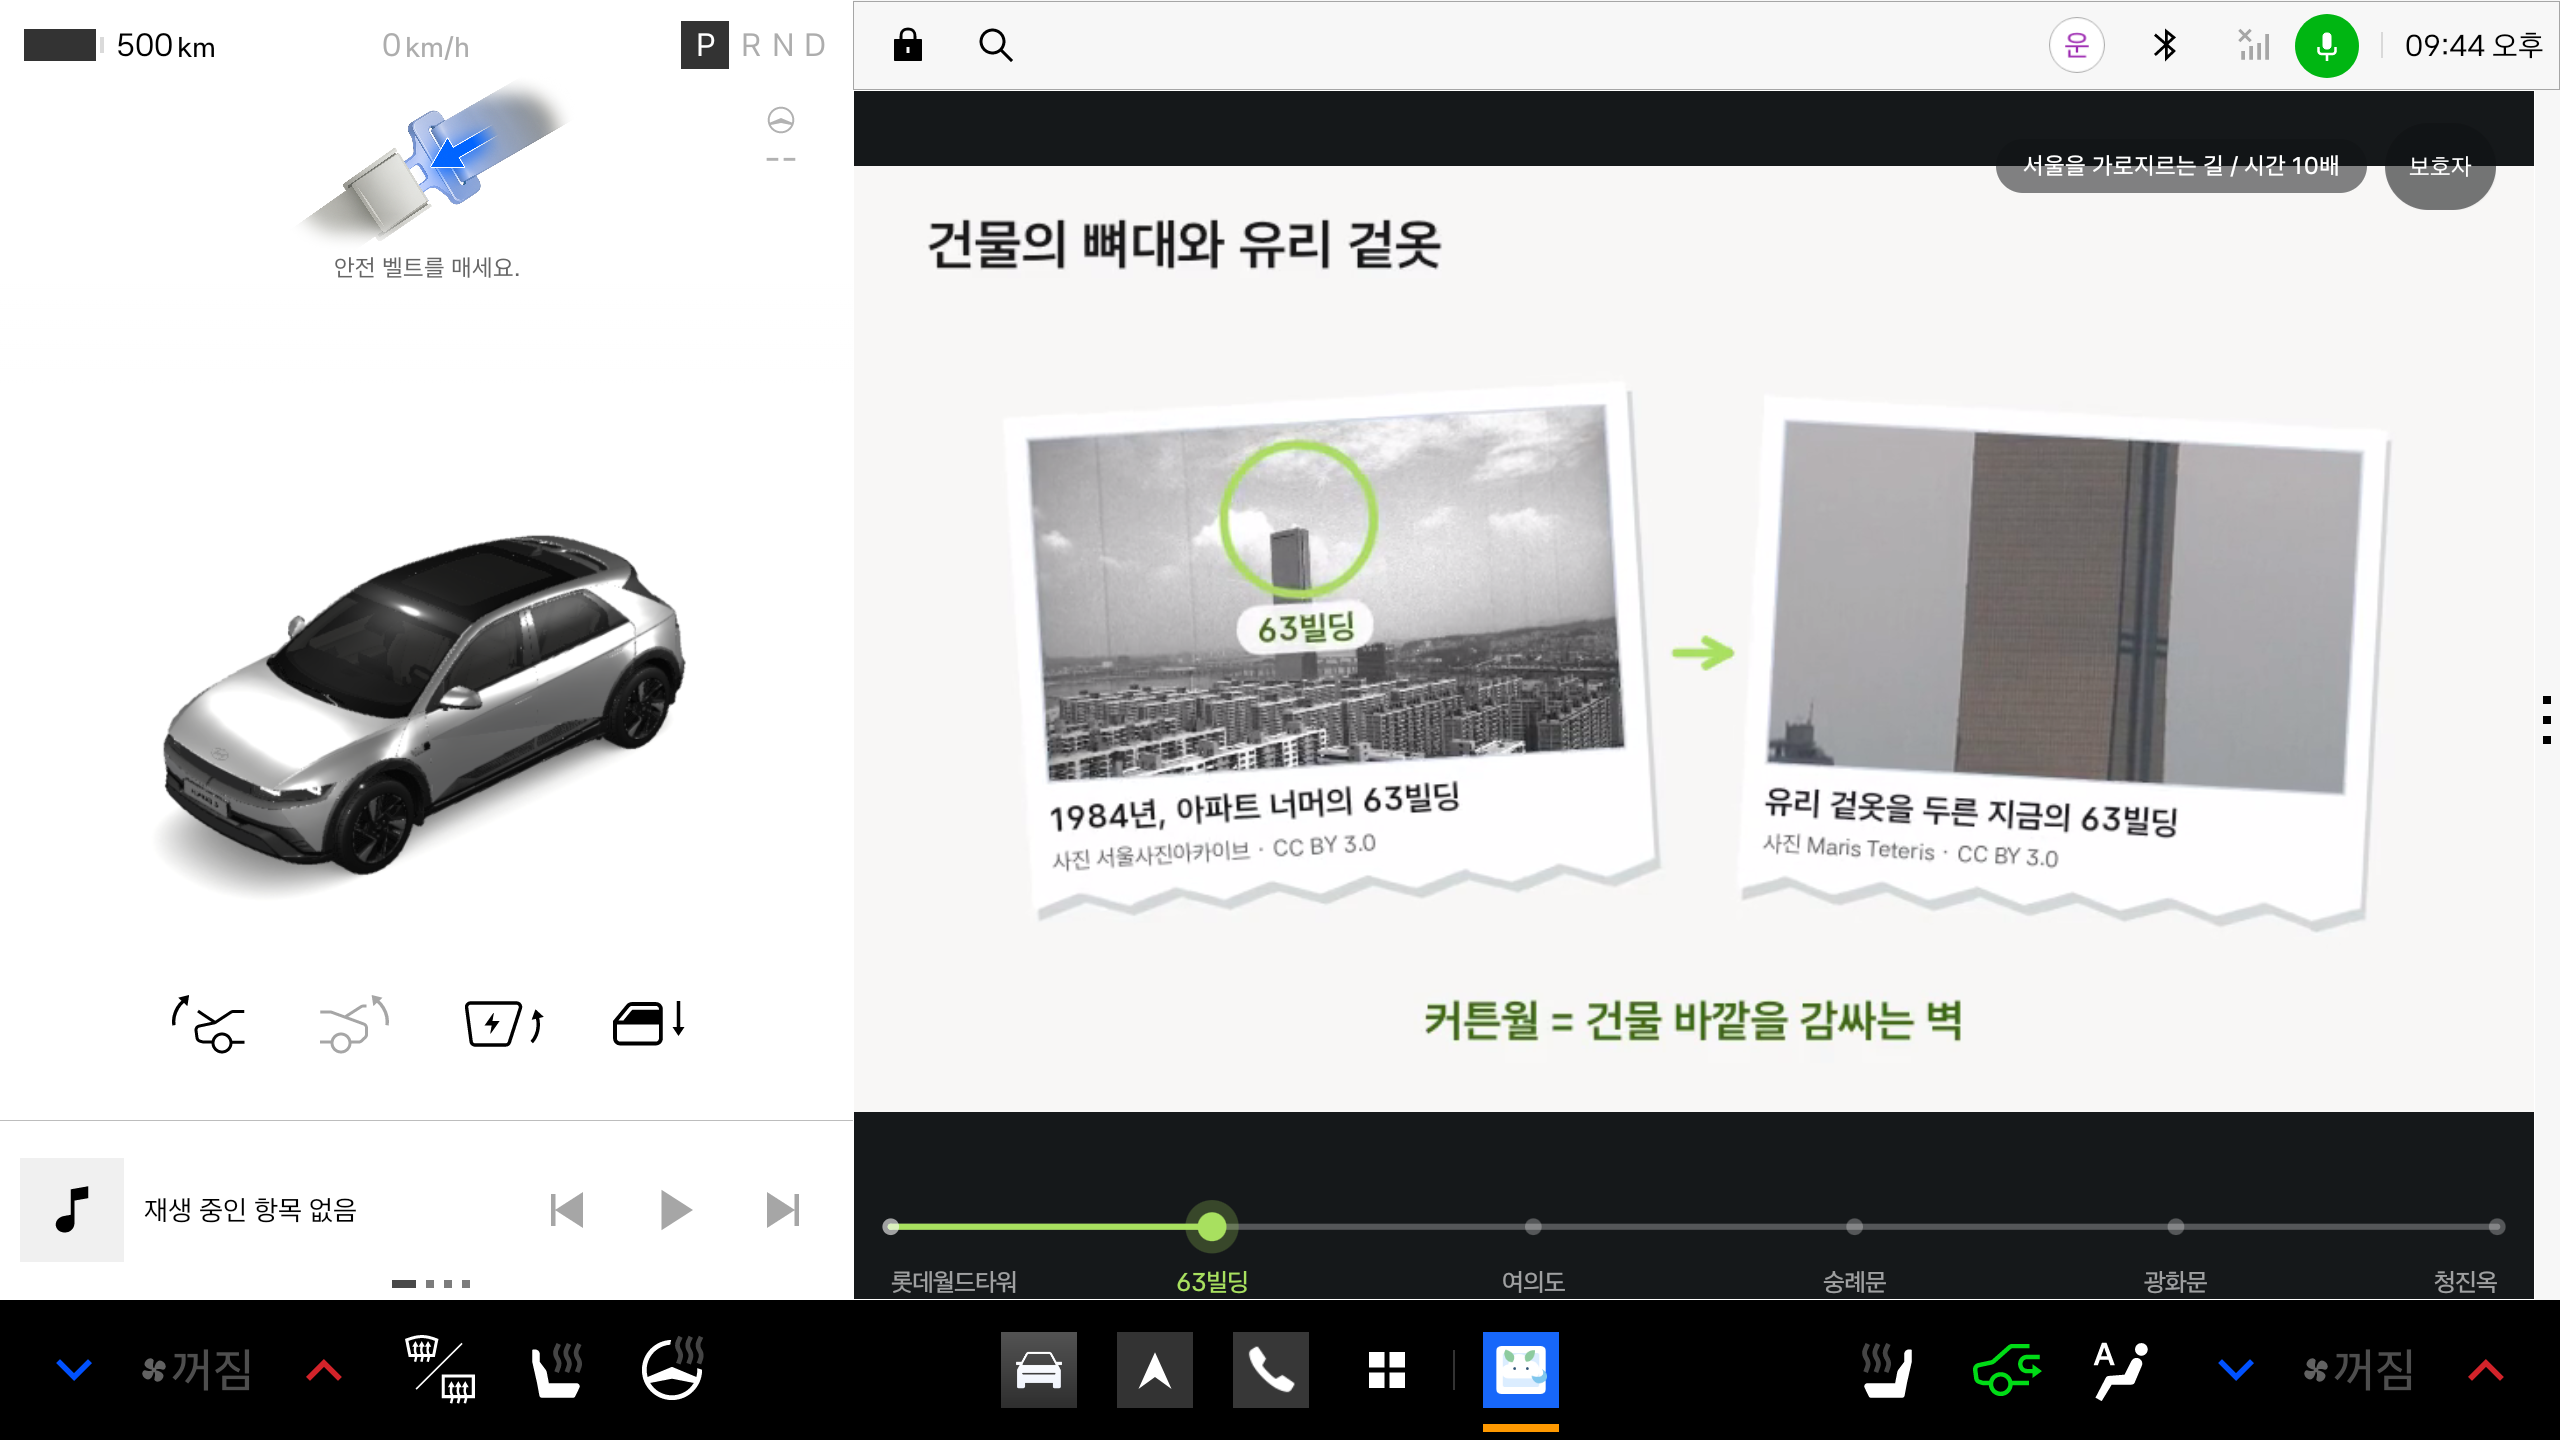 500 km
0 km/h
P R N D
운
09:44 오후
안전 벨트를 매세요.
서울을 가로지르는 길 / 시간 10배
보호자
건물의 뼈대와 유리 겉옷
63빌딩
1984년, 아파트 너머의 63빌딩
사진 서울사진아카이브 · CC BY 3.0
유리 겉옷을 두른 지금의 63빌딩
사진 Maris Teteris · CC BY 3.0
커튼월 = 건물 바깥을 감싸는 벽
재생 중인 항목 없음
롯데월드타워
63빌딩
여의도
숭례문
광화문
청진옥
꺼짐
A
꺼짐